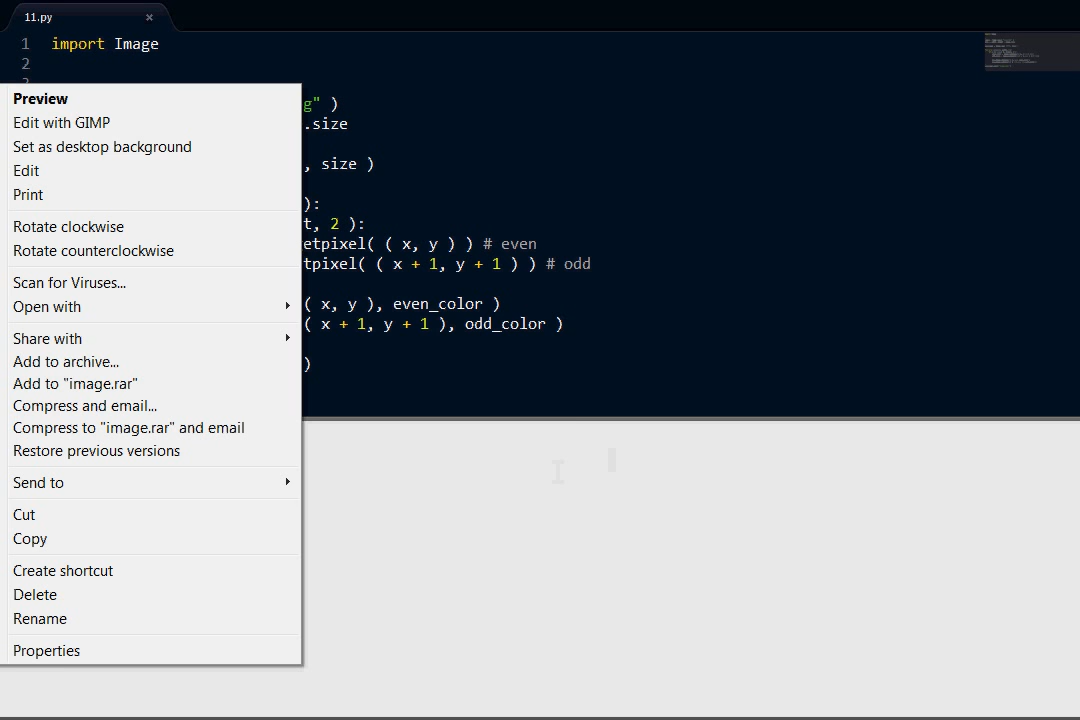 11.py ×
1 import Image
2
g" )
.size
, size )
):
t, 2 ):
etpixel( ( x, y ) ) # even
tpixel( ( x + 1, y + 1 ) ) # odd
( x, y ), even_color )
( x + 1, y + 1 ), odd_color )
)
Preview
Edit with GIMP
Set as desktop background
Edit
Print
Rotate clockwise
Rotate counterclockwise
Scan for Viruses...
Open with
Share with
Add to archive...
Add to "image.rar"
Compress and email...
Compress to "image.rar" and email
Restore previous versions
Send to
Cut
Copy
Create shortcut
Delete
Rename
Properties